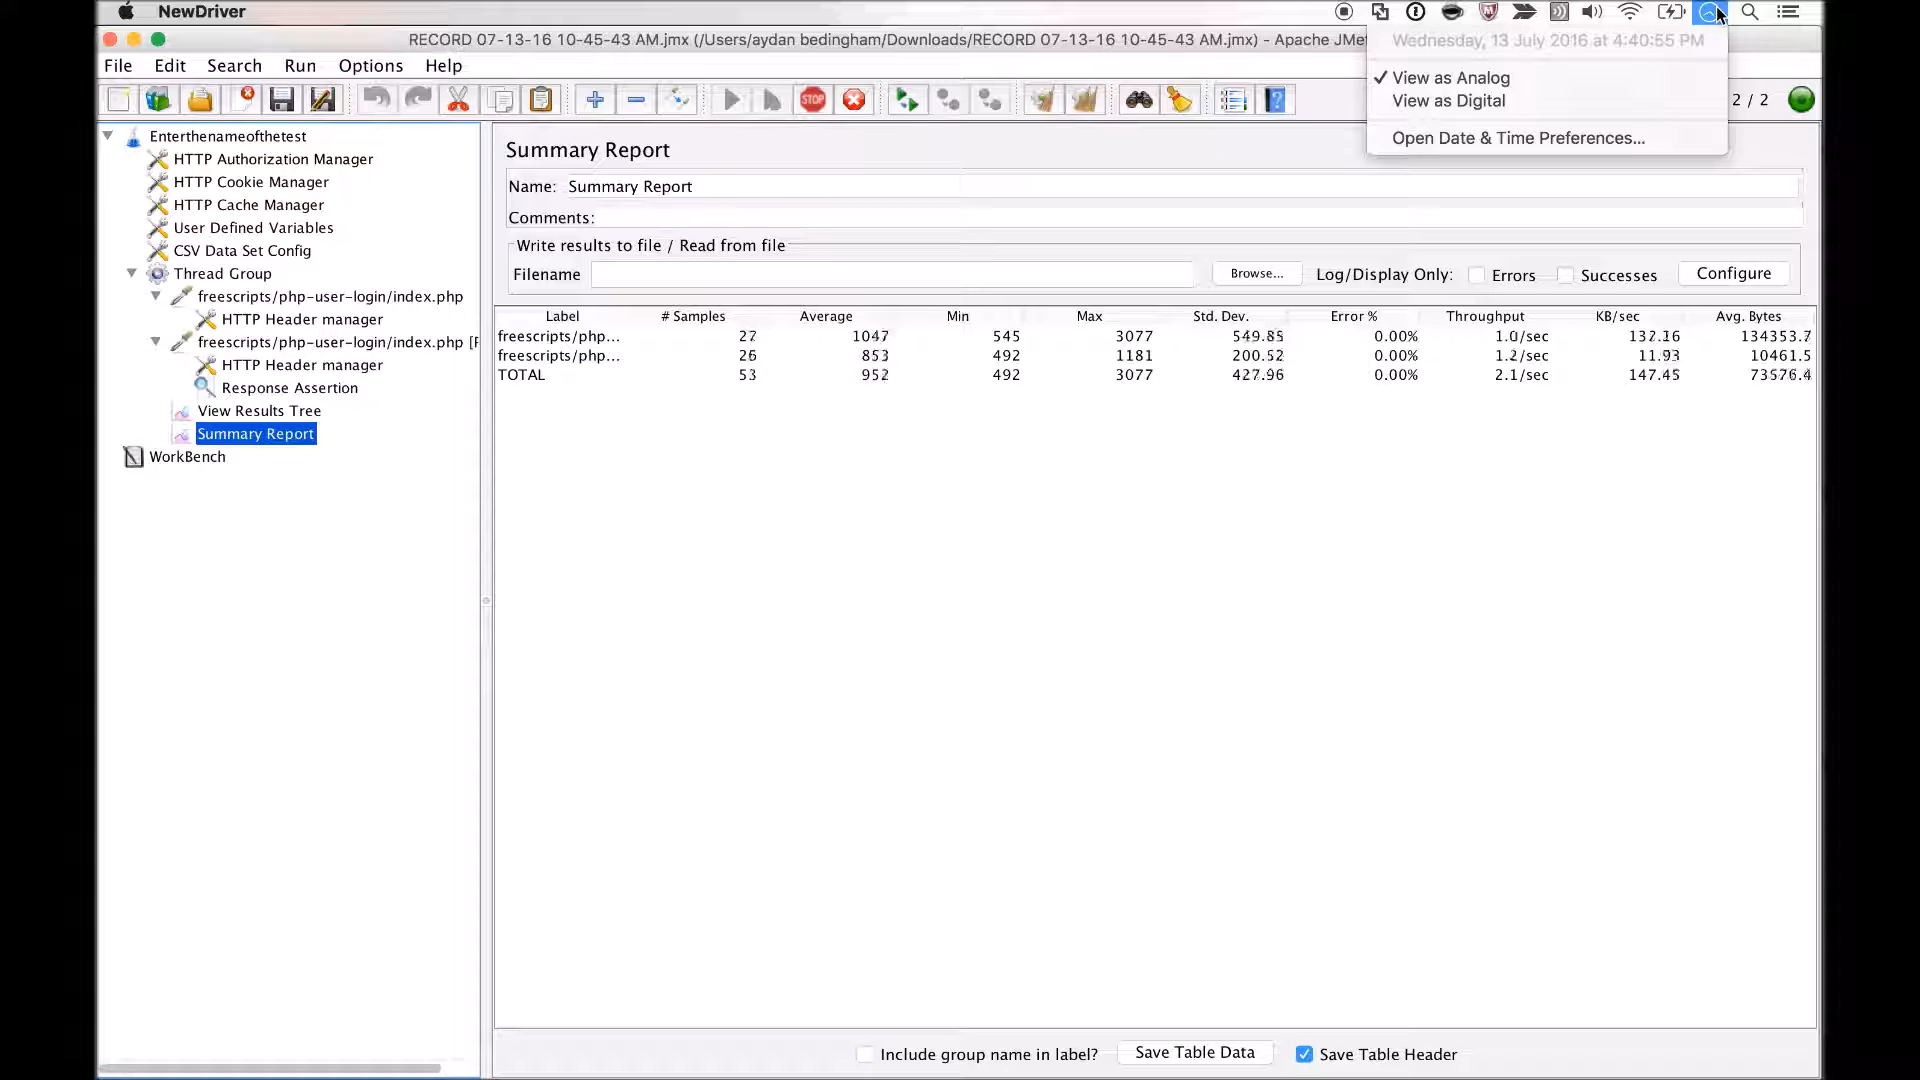 NewDriver
RECORD 07-13-16 10-45-43 AM.jmx (/Users/aydan bedingham/Downloads/RECORD 07-13-16 10-45-43 AM.jmx) - Apache JMet
Wednesday, 13 July 2016 at 4:40:55 PM
View as Analog
View as Digital
Open Date & Time Preferences...
File Edit Search Run Options Help
STOP
2 / 2
Enterthenameofthetest
HTTP Authorization Manager
HTTP Cookie Manager
HTTP Cache Manager
User Defined Variables
CSV Data Set Config
Thread Group
freescripts/php-user-login/index.php
HTTP Header manager
freescripts/php-user-login/index.php [F
HTTP Header manager
Response Assertion
View Results Tree
Summary Report
WorkBench
Summary Report
Name: Summary Report
Comments:
Write results to file / Read from file
Filename Browse... Log/Display Only: Errors Successes Configure
Label # Samples Average Min Max Std. Dev. Error % Throughput KB/sec Avg. Bytes
freescripts/php... 27 1047 545 3077 549.85 0.00% 1.0/sec 132.16 134353.7
freescripts/php... 26 853 492 1181 200.52 0.00% 1.2/sec 11.93 10461.5
TOTAL 53 952 492 3077 427.96 0.00% 2.1/sec 147.45 73576.4
Include group name in label? Save Table Data Save Table Header